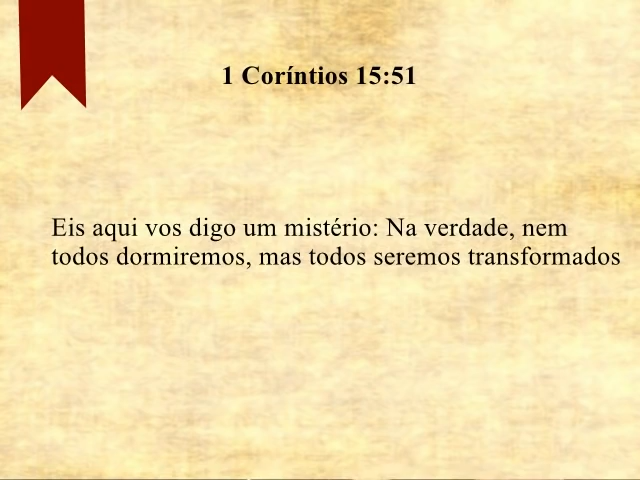 1 Coríntios 15:51
Eis aqui vos digo um mistério: Na verdade, nem
todos dormiremos, mas todos seremos transformados